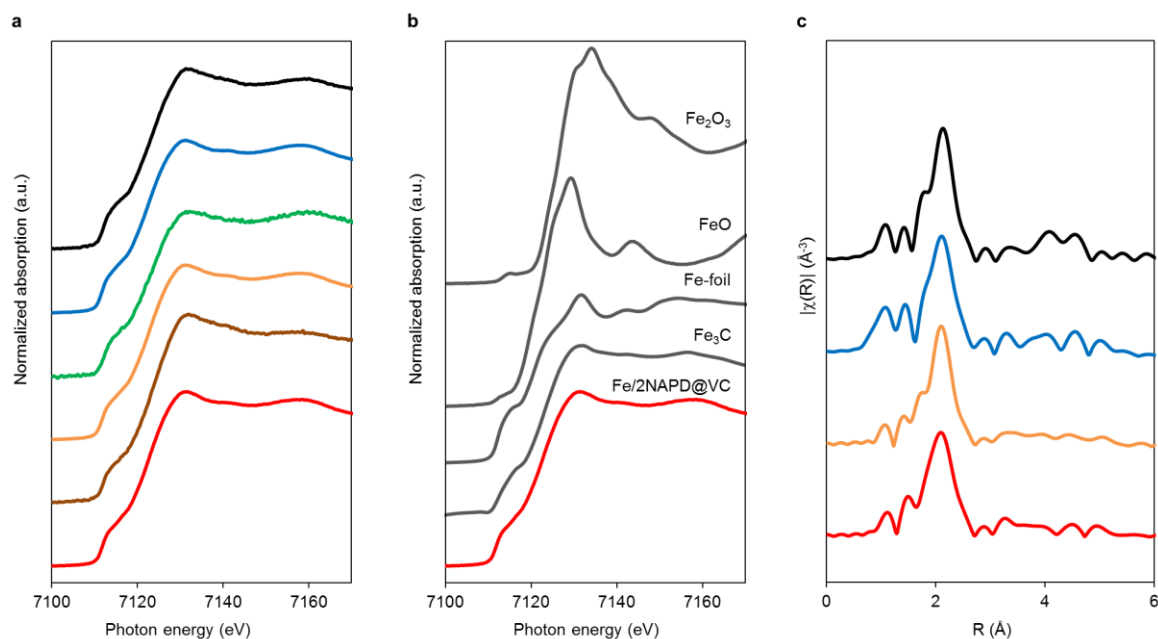 a
Normalized absorption (a.u.)
7100 7120 7140 7160
Photon energy (eV)
b
Normalized absorption (a.u.)
Fe₂O₃
FeO
Fe-foil
Fe₃C
Fe/2NAPD@VC
7100 7120 7140 7160
Photon energy (eV)
c
|χ(R)| (Å⁻³)
0 2 4 6
R (Å)